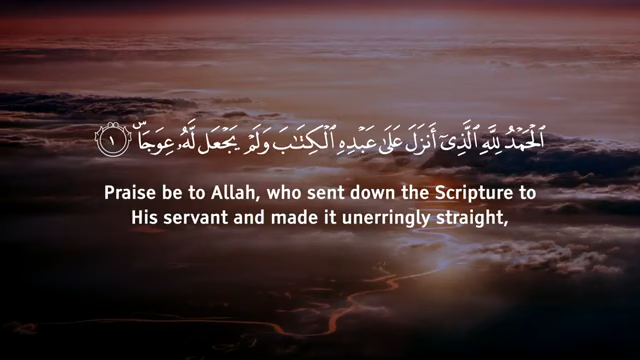 ٱلْحَمْدُ لِلَّهِ ٱلَّذِىٓ أَنزَلَ عَلَىٰ عَبْدِهِ ٱلْكِتَـٰبَ وَلَمْ يَجْعَل لَّهُۥ عِوَجَاۜ ١
Praise be to Allah, who sent down the Scripture to
His servant and made it unerringly straight,